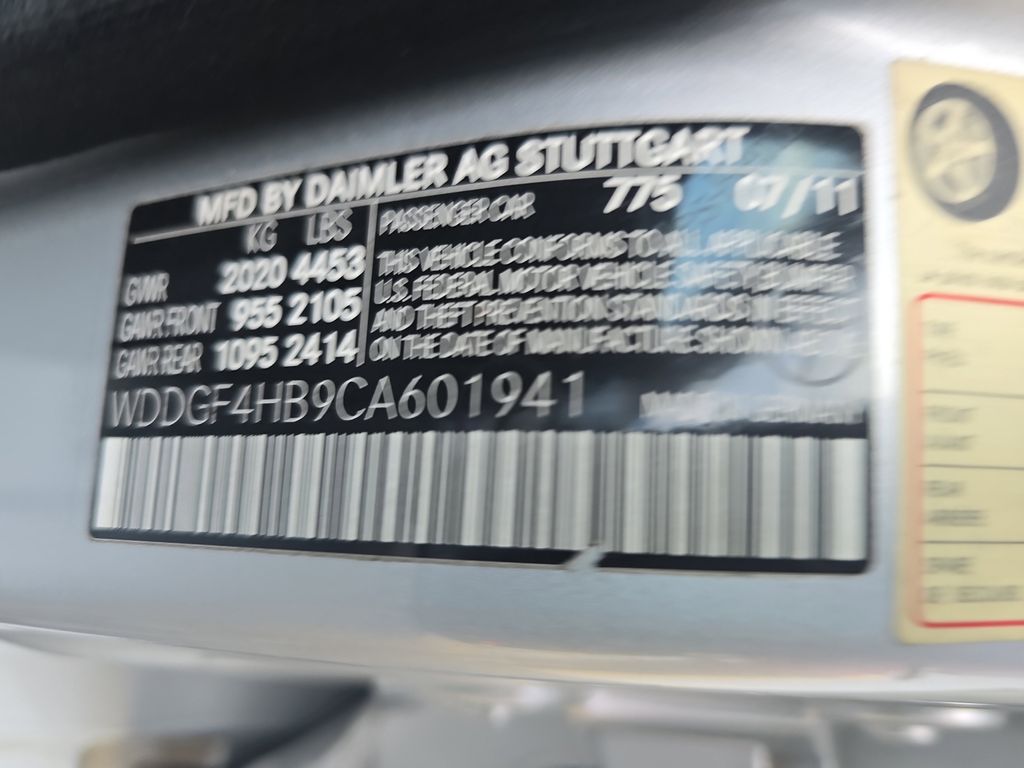 MFD BY DAIMLER AG STUTTGART
KG LBS
GVWR 2020 4453
GAWR FRONT 955 2105
GAWR REAR 1095 2414
PASSENGER CAR 775 07/11
THIS VEHICLE CONFORMS TO ALL APPLICABLE
U.S. FEDERAL MOTOR VEHICLE SAFETY, BUMPER
AND THEFT PREVENTION STANDARDS IN EFFECT
ON THE DATE OF MANUFACTURE SHOWN ABOVE
WDDGF4HB9CA601941
MADE IN GERMANY